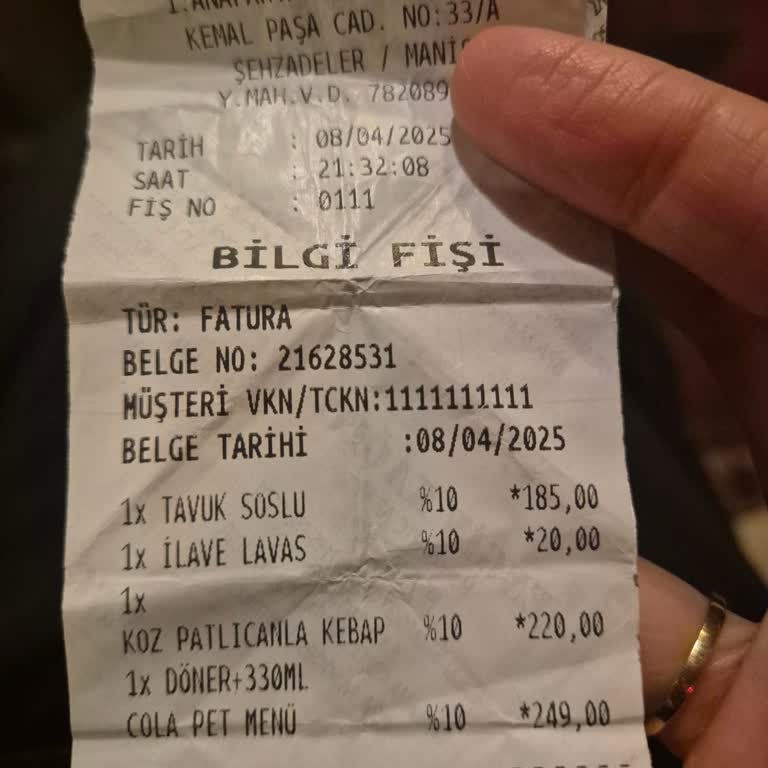 KEMAL PAŞA CAD. NO:33/A
ŞEHZADELER /
Y.MAH.V.D. 782089
TARİH : 08/04/2025
SAAT : 21:32:08
FİŞ NO : 0111
BİLGİ FİŞİ
TÜR: FATURA
BELGE NO: 21628531
MÜŞTERİ VKN/TCKN:1111111111
BELGE TARİHİ :08/04/2025
1x TAVUK SOSLU %10 *185,00
1x İLAVE LAVAS %10 *20,00
1x
KOZ PATLICANLA KEBAP %10 *220,00
1x DÖNER+330ML
COLA PET MENÜ %10 *249,00